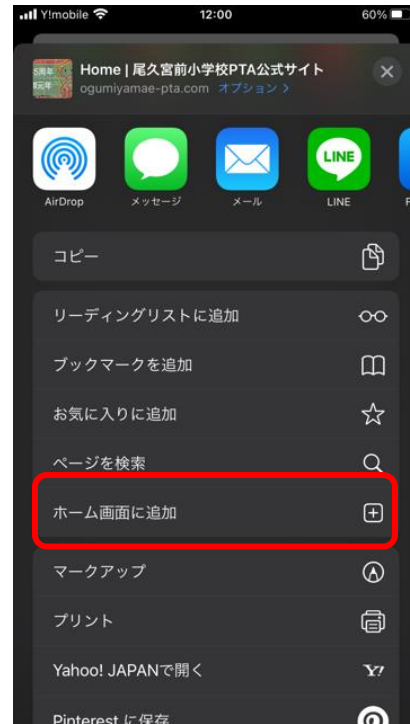 Y!mobile 12:00 60%
Home | 尾久宮前小学校PTA公式サイト
ogumiyamae-pta.com オプション >
LINE
AirDrop メッセージ メール LINE
コピー
リーディングリストに追加
ブックマークを追加
お気に入りに追加
ページを検索
ホーム画面に追加
マークアップ
プリント
Yahoo! JAPANで開く Y!
Pinterest に保存